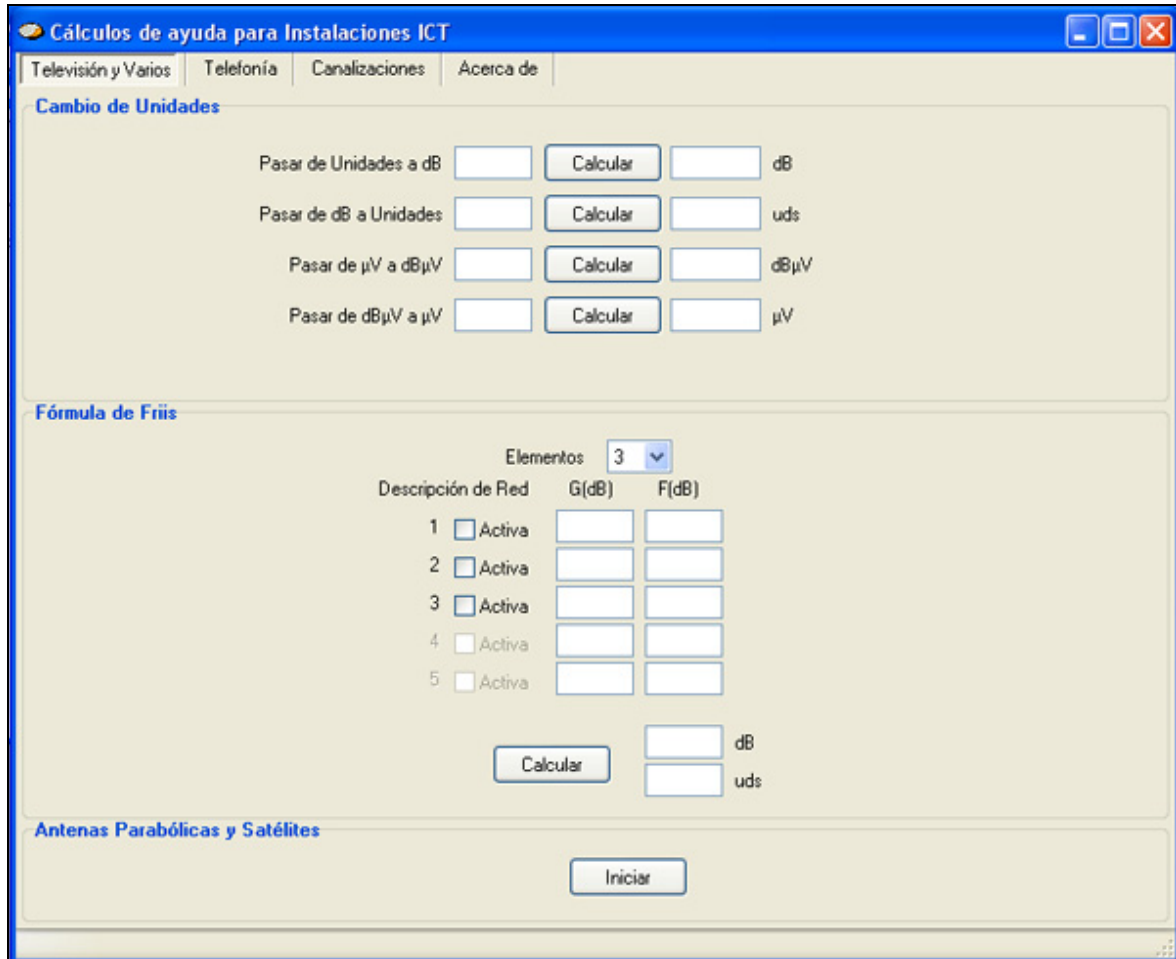 Cálculos de ayuda para Instalaciones ICT
Televisión y Varios Telefonía Canalizaciones Acerca de
Cambio de Unidades
Pasar de Unidades a dB Calcular dB
Pasar de dB a Unidades Calcular uds
Pasar de µV a dBµV Calcular dBµV
Pasar de dBµV a µV Calcular µV
Fórmula de Friis
Elementos 3
Descripción de Red G(dB) F(dB)
1 Activa
2 Activa
3 Activa
4 Activa
5 Activa
dB
Calcular
uds
Antenas Parabólicas y Satélites
Iniciar